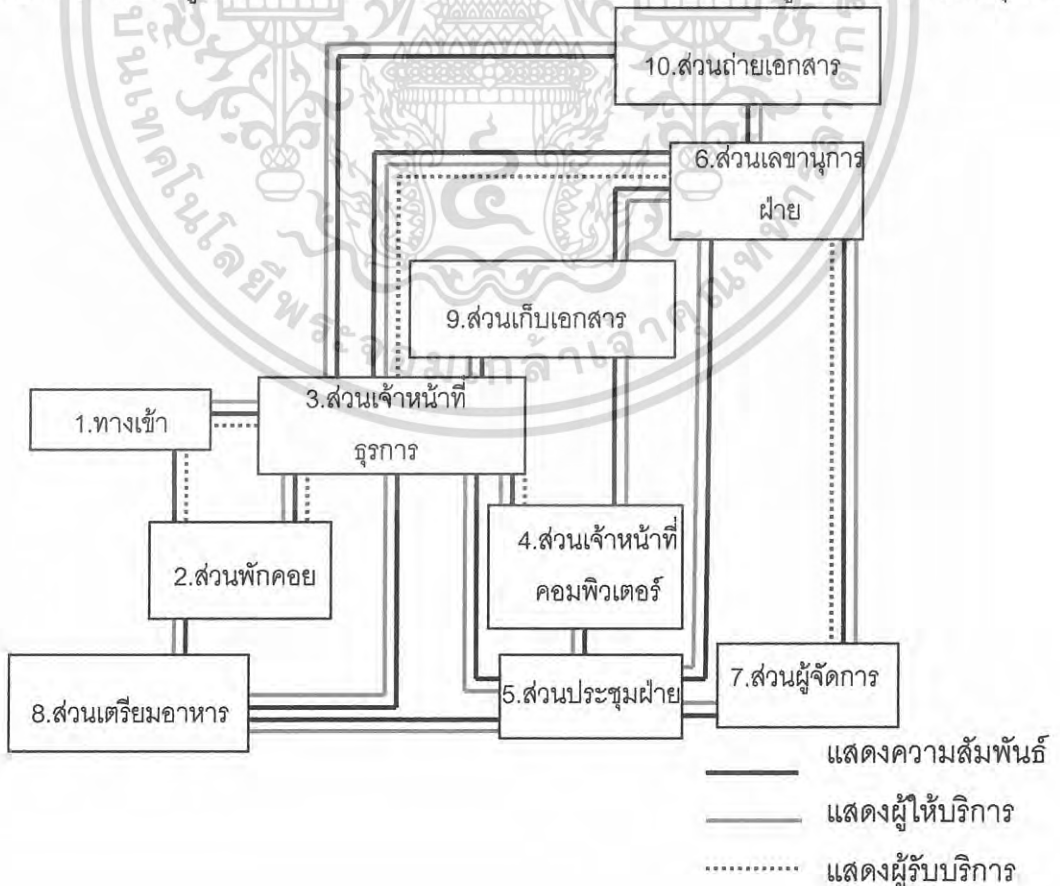 10.ส่วนถ่ายเอกสาร
6.ส่วนเลขานุการ
ฝ่าย
9.ส่วนเก็บเอกสาร
3.ส่วนเจ้าหน้าที่
ธุรการ
1.ทางเข้า
4.ส่วนเจ้าหน้าที่
คอมพิวเตอร์
2.ส่วนพักคอย
7.ส่วนผู้จัดการ
5.ส่วนประชุมฝ่าย
8.ส่วนเตรียมอาหาร
แสดงความสัมพันธ์
แสดงผู้ให้บริการ
แสดงผู้รับบริการ